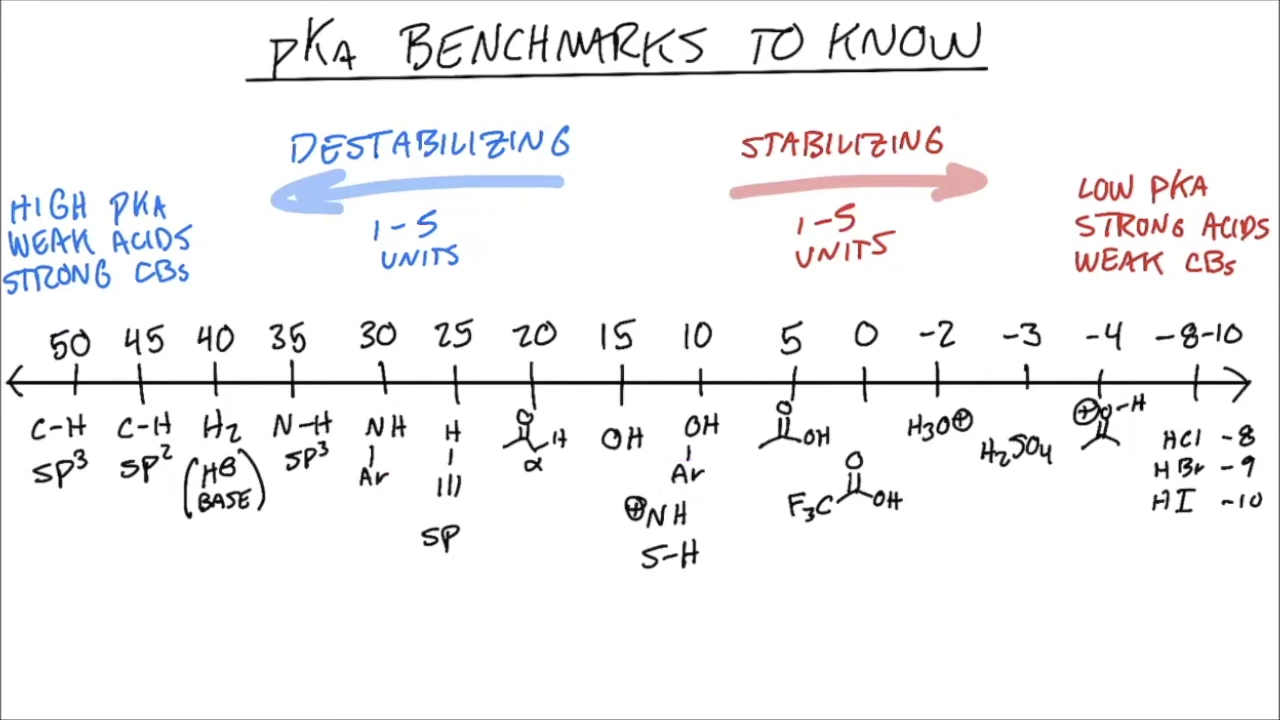 pKA BENCHMARKS TO KNOW
DESTABILIZING
STABILIZING
HIGH PKA
WEAK ACIDS
STRONG CBs
1-5
UNITS
1-5
UNITS
LOW PKA
STRONG ACIDS
WEAK CBs
50 45 40 35 30 25 20 15 10 5 0 -2 -3 -4 -8 -10
C-H
SP3
C-H
SP2
H2
(HB
BASE)
N-H
SP3
NH
Ar
H
SP
O
H
α
OH
OH
Ar
⊕NH
S-H
O
OH
O
F3C
OH
H3O⊕
H2SO4
⊕O-H
HCl -8
HBr -9
HI -10